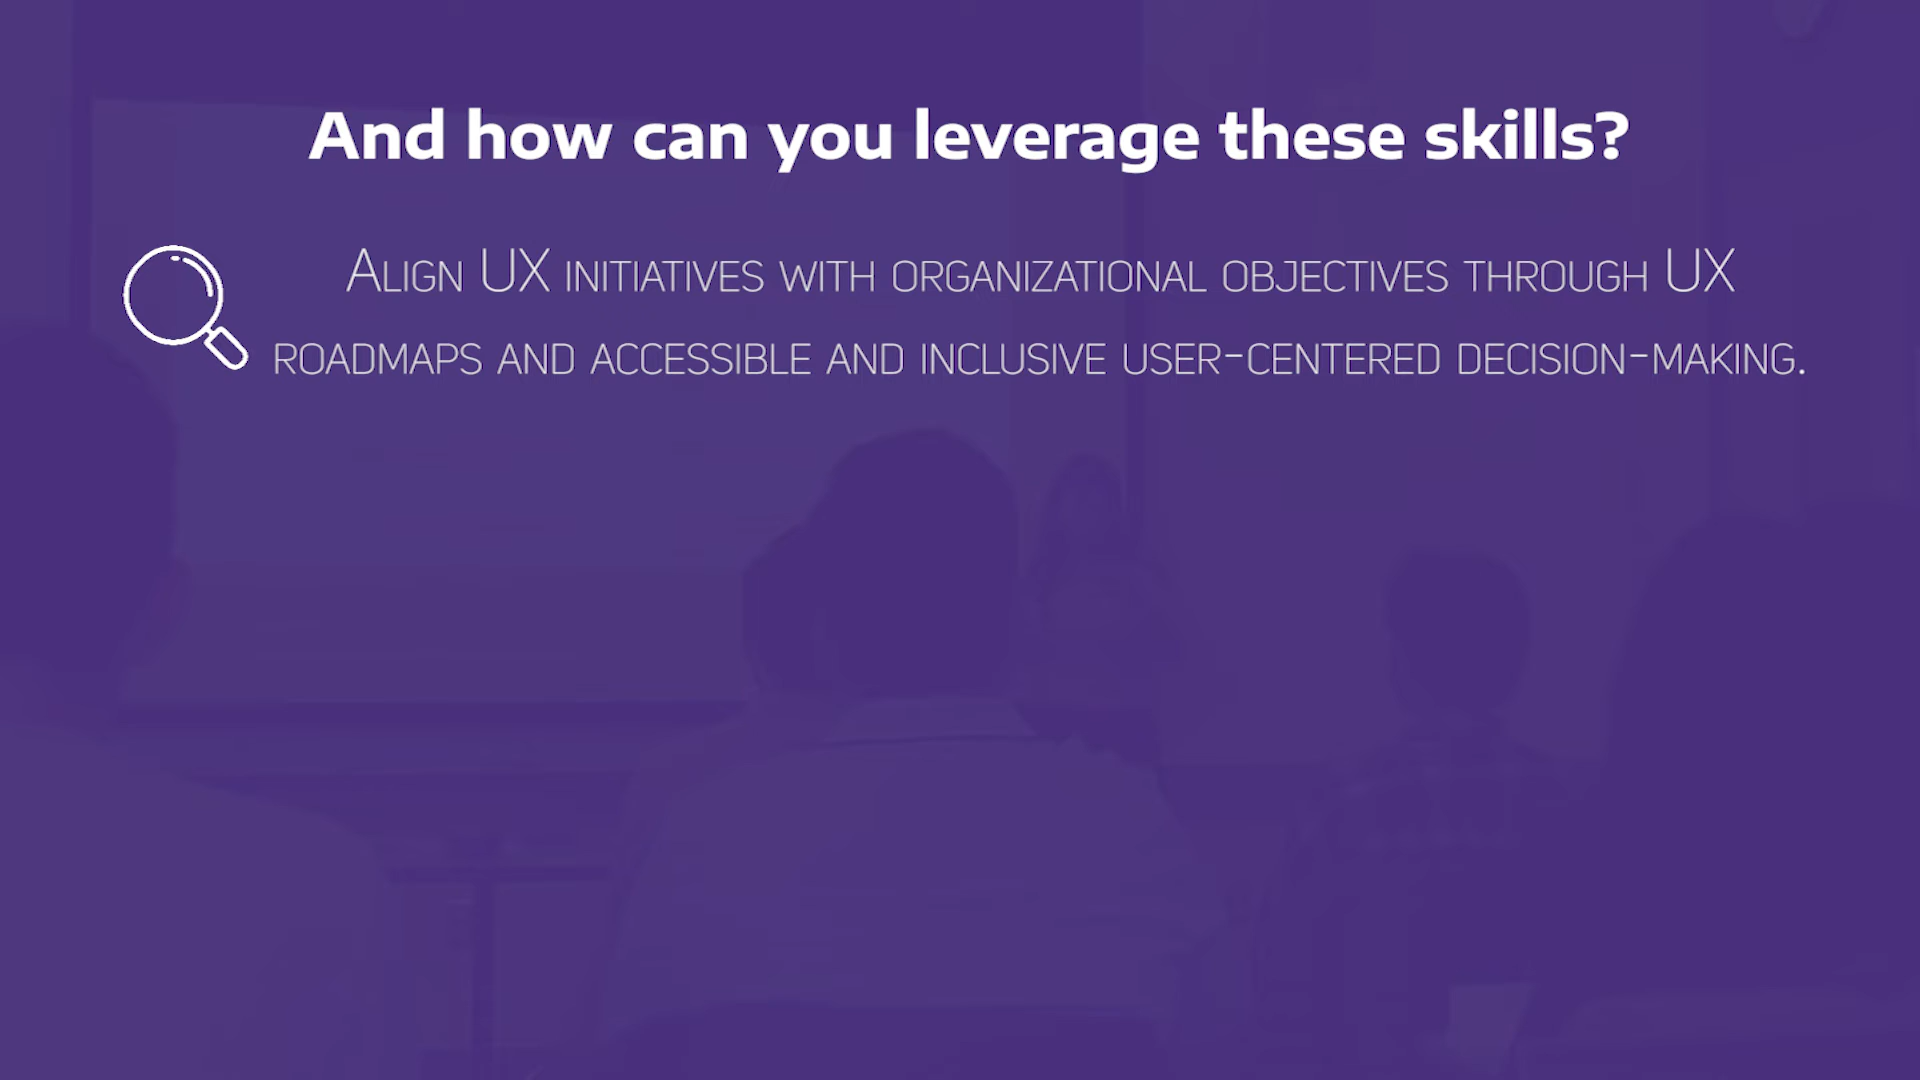 And how can you leverage these skills?
Align UX initiatives with organizational objectives through UX
roadmaps and accessible and inclusive user-centered decision-making.